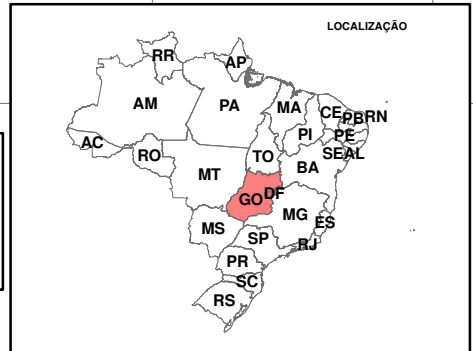 LOCALIZAÇÃO
RR
AP
AM
PA
MA
CE
RN
PB
PI
PE
AC
AL
SE
RO
TO
BA
MT
DF
GO
MG
ES
MS
SP
RJ
PR
SC
RS